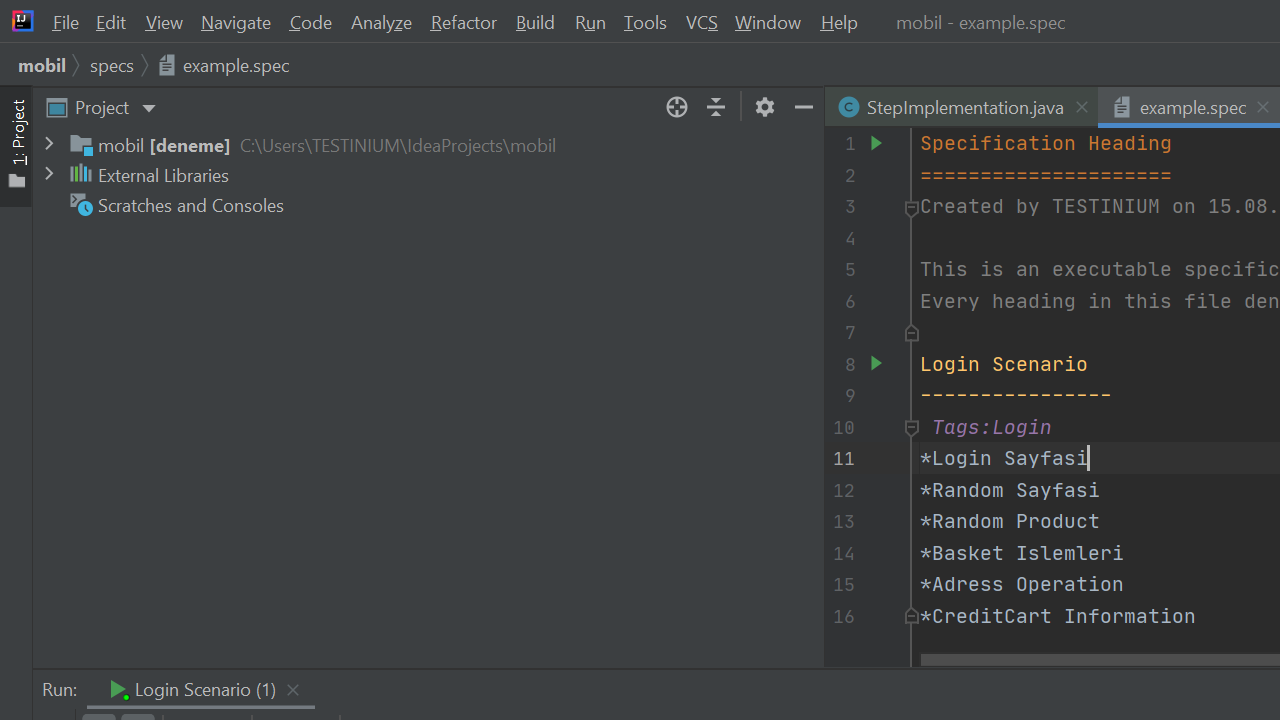 File Edit View Navigate Code Analyze Refactor Build Run Tools VCS Window Help mobil - example.spec
mobil specs example.spec
1: Project
Project
StepImplementation.java example.spec
mobil [deneme] C:\Users\TESTINIUM\IdeaProjects\mobil
External Libraries
Scratches and Consoles
1 Specification Heading
2 =====================
3 Created by TESTINIUM on 15.08.
4
5 This is an executable specific
6 Every heading in this file den
7
8 Login Scenario
9 ----------------
10 Tags:Login
11 *Login Sayfasi
12 *Random Sayfasi
13 *Random Product
14 *Basket Islemleri
15 *Adress Operation
16 *CreditCart Information
Run: Login Scenario (1)